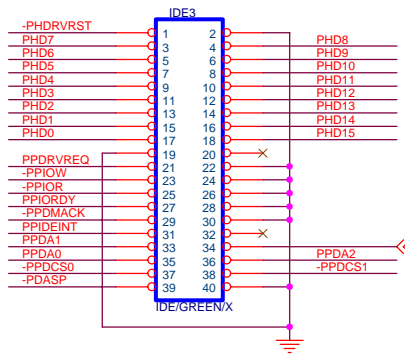 IDE3
-PHDRVRST 1 2
PHD7 3 4 PHD8
PHD6 5 6 PHD9
PHD5 7 8 PHD10
PHD4 9 10 PHD11
PHD3 11 12 PHD12
PHD2 13 14 PHD13
PHD1 15 16 PHD14
PHD0 17 18 PHD15
19 20
PPDRVREQ 21 22
-PPIOW 23 24
-PPIOR 25 26
PPIORDY 27 28
-PPDMACK 29 30
PPIDEINT 31 32
PPDA1 33 34
PPDA0 35 36 PPDA2
-PPDCS0 37 38 -PPDCS1
-PDASP 39 40
IDE/GREEN/X